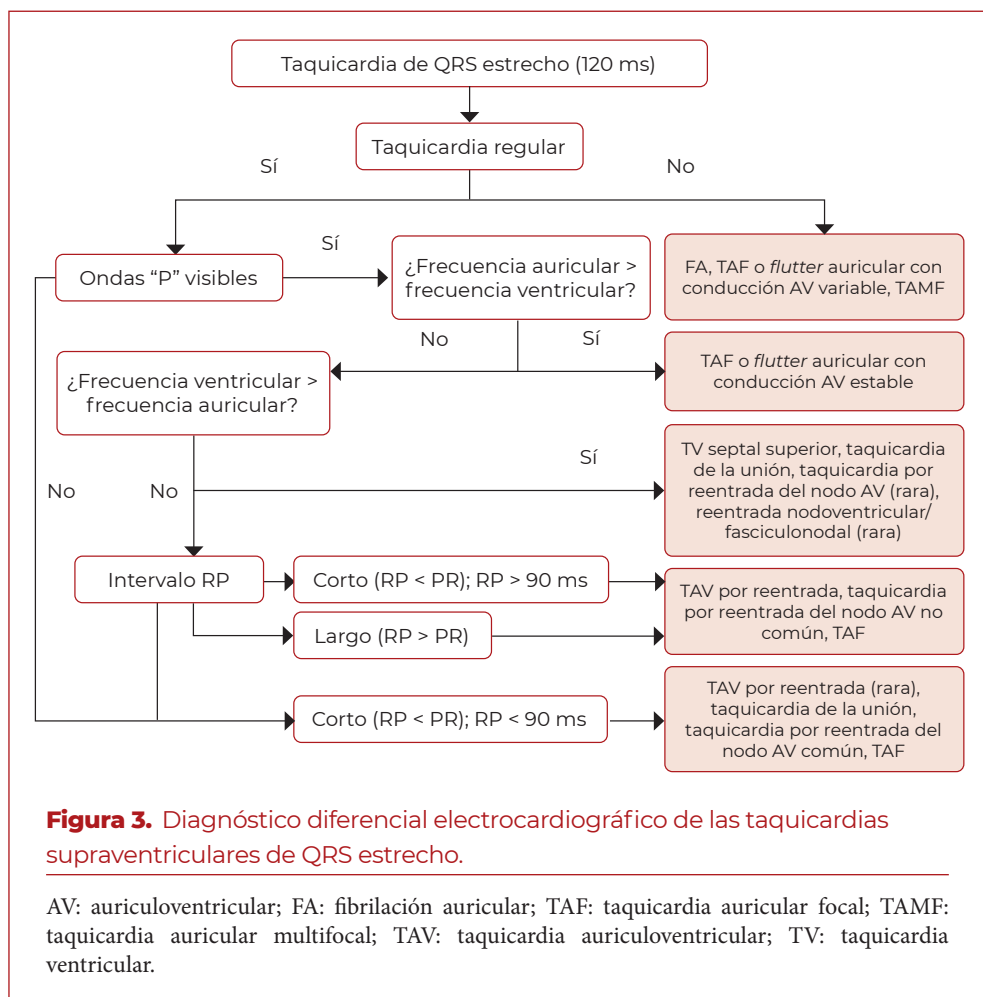 Taquicardia de QRS estrecho (120 ms)
Taquicardia regular
Sí
No
Ondas “P” visibles
Sí
¿Frecuencia auricular >
frecuencia ventricular?
FA, TAF o flutter auricular con
conducción AV variable, TAMF
No
Sí
¿Frecuencia ventricular >
frecuencia auricular?
TAF o flutter auricular con
conducción AV estable
Sí
TV septal superior, taquicardia
de la unión, taquicardia por
reentrada del nodo AV (rara),
reentrada nodoventricular/
fasciculonodal (rara)
No
No
Intervalo RP
Corto (RP < PR); RP > 90 ms
Largo (RP > PR)
TAV por reentrada, taquicardia
por reentrada del nodo AV no
común, TAF
Corto (RP < PR); RP < 90 ms
TAV por reentrada (rara),
taquicardia de la unión,
taquicardia por reentrada del
nodo AV común, TAF
Figura 3. Diagnóstico diferencial electrocardiográfico de las taquicardias
supraventriculares de QRS estrecho.
AV: auriculoventricular; FA: fibrilación auricular; TAF: taquicardia auricular focal; TAMF:
taquicardia auricular multifocal; TAV: taquicardia auriculoventricular; TV: taquicardia
ventricular.